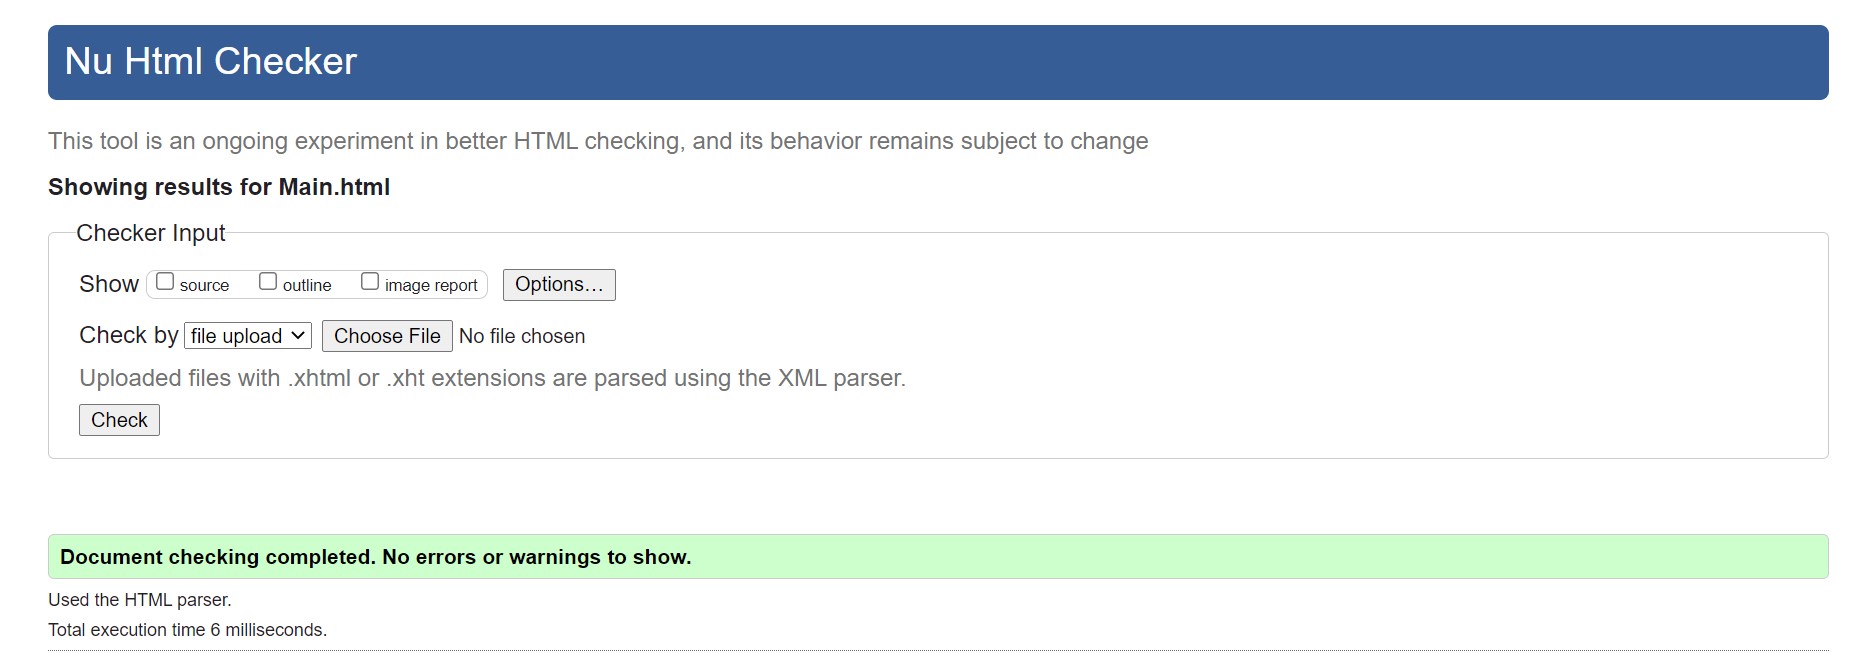 Nu Html Checker
This tool is an ongoing experiment in better HTML checking, and its behavior remains subject to change
Showing results for Main.html
Checker Input
Show source outline image report Options...
Check by file upload Choose File No file chosen
Uploaded files with .xhtml or .xht extensions are parsed using the XML parser.
Check
Document checking completed. No errors or warnings to show.
Used the HTML parser.
Total execution time 6 milliseconds.